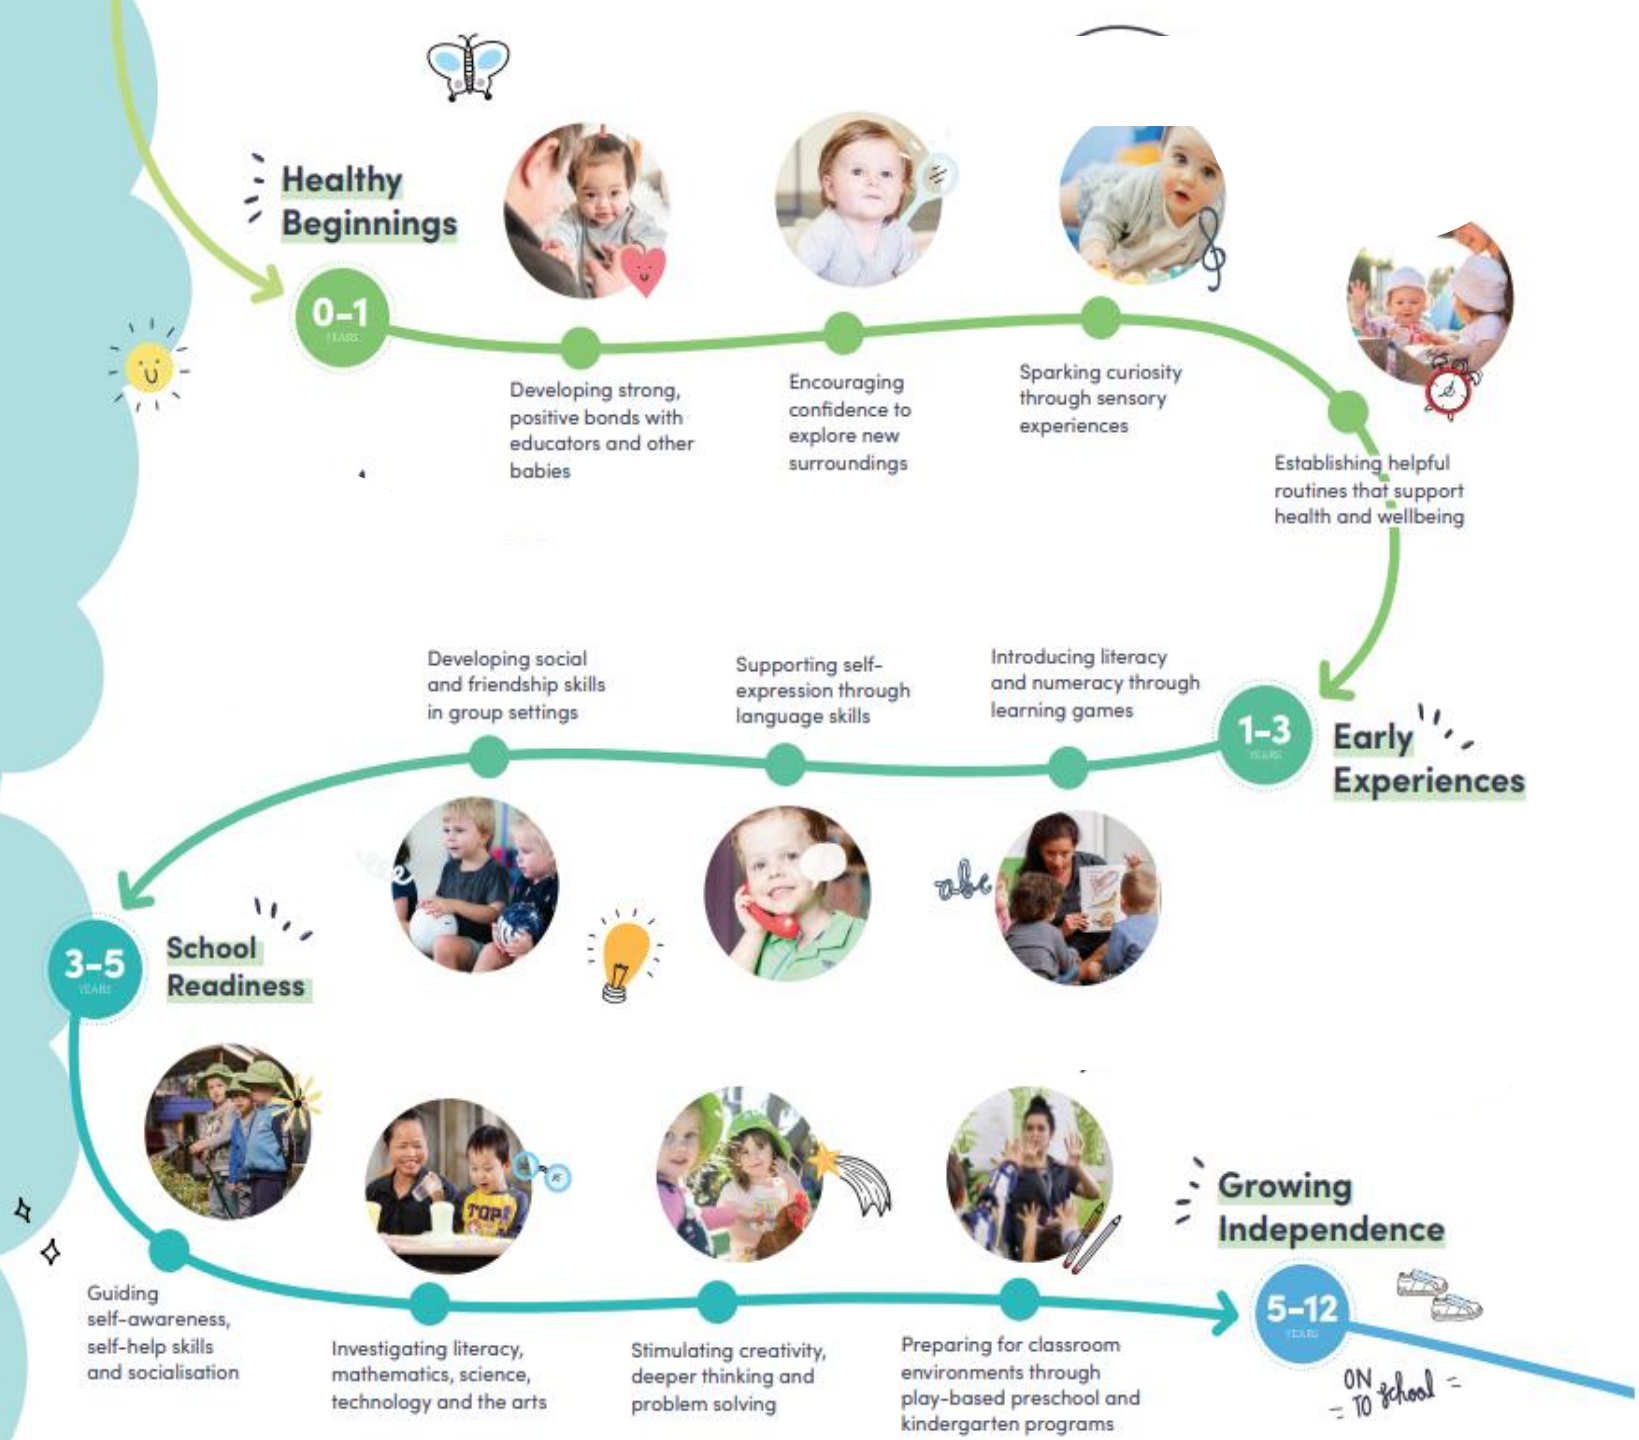 Healthy
Beginnings
0-1
YEARS
Developing strong,
positive bonds with
educators and other
babies
Encouraging
confidence to
explore new
surroundings
Sparking curiosity
through sensory
experiences
Establishing helpful
routines that support
health and wellbeing
1-3
YEARS
Early
Experiences
Introducing literacy
and numeracy through
learning games
abc
Supporting self-
expression through
language skills
Developing social
and friendship skills
in group settings
3-5
YEARS
School
Readiness
Guiding
self-awareness,
self-help skills
and socialisation
TOP
Investigating literacy,
mathematics, science,
technology and the arts
Stimulating creativity,
deeper thinking and
problem solving
Preparing for classroom
environments through
play-based preschool and
kindergarten programs
Growing
Independence
5-12
YEARS
ON
TO school